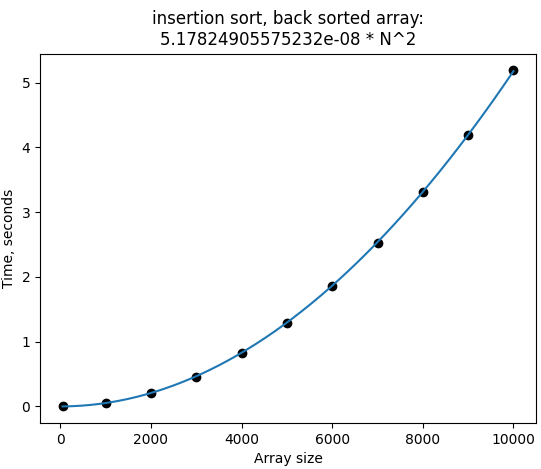 insertion sort, back sorted array:
5.17824905575232e-08 * N^2
5
4
3
2
1
0
Time, seconds
0 2000 4000 6000 8000 10000
Array size